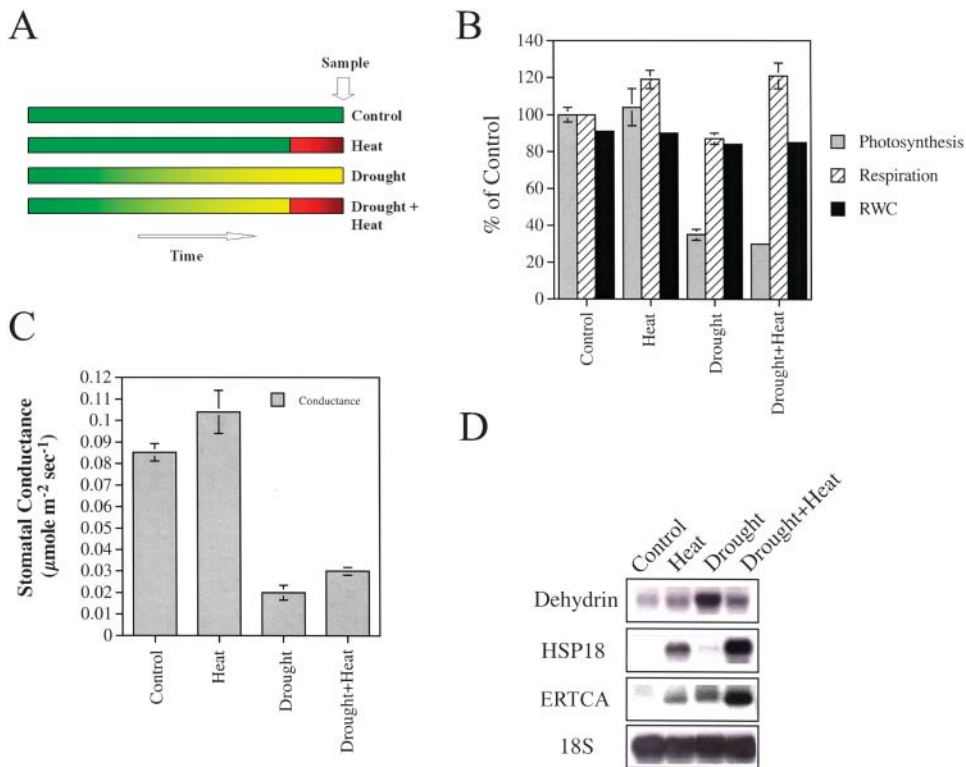 A
Sample
Control
Heat
Drought
Drought +
Heat
Time
B
140
120
100
80
60
40
20
0
% of Control
Control
Heat
Drought
Drought+Heat
Photosynthesis
Respiration
RWC
C
0.12
0.11
0.1
0.09
0.08
0.07
0.06
0.05
0.04
0.03
0.02
0.01
0
Stomatal Conductance
(µmole m-2 sec-1)
Conductance
Control
Heat
Drought
Drought+Heat
D
Control
Heat
Drought
Drought+Heat
Dehydrin
HSP18
ERTCA
18S